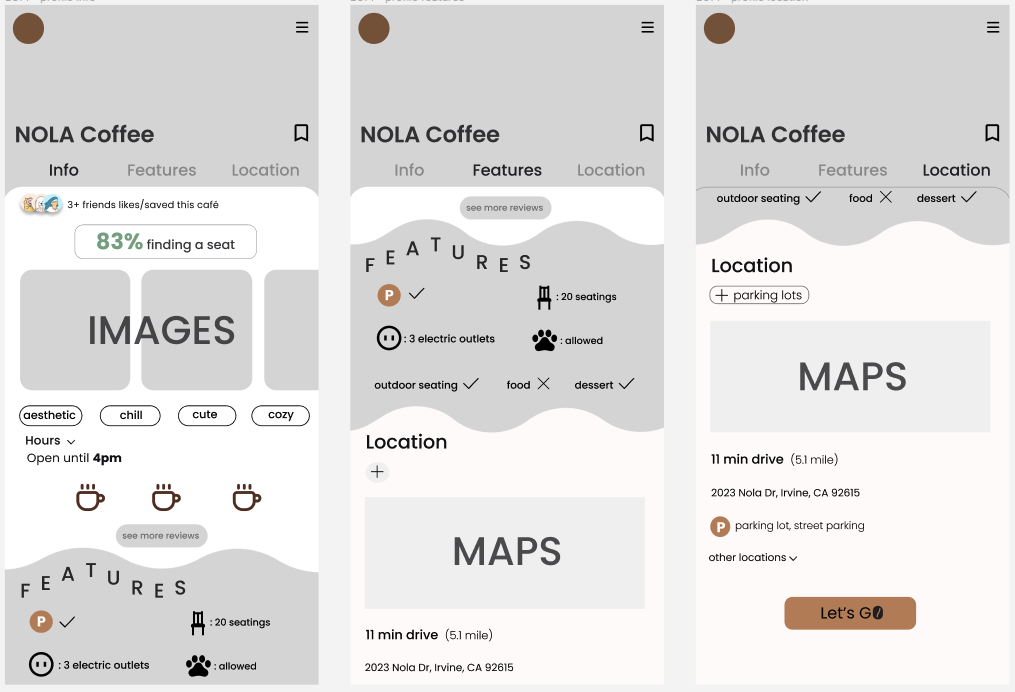 NOLA Coffee
Info Features Location
3+ friends likes/saved this café
83% finding a seat
IMAGES
aesthetic chill cute cozy
Hours
Open until 4pm
see more reviews
FEATURES
P : 20 seatings
: 3 electric outlets : allowed
NOLA Coffee
Info Features Location
see more reviews
FEATURES
P : 20 seatings
: 3 electric outlets : allowed
outdoor seating food dessert
Location
+
MAPS
11 min drive (5.1 mile)
2023 Nola Dr, Irvine, CA 92615
NOLA Coffee
Info Features Location
outdoor seating food dessert
Location
+ parking lots
MAPS
11 min drive (5.1 mile)
2023 Nola Dr, Irvine, CA 92615
P parking lot, street parking
other locations
Let's GO